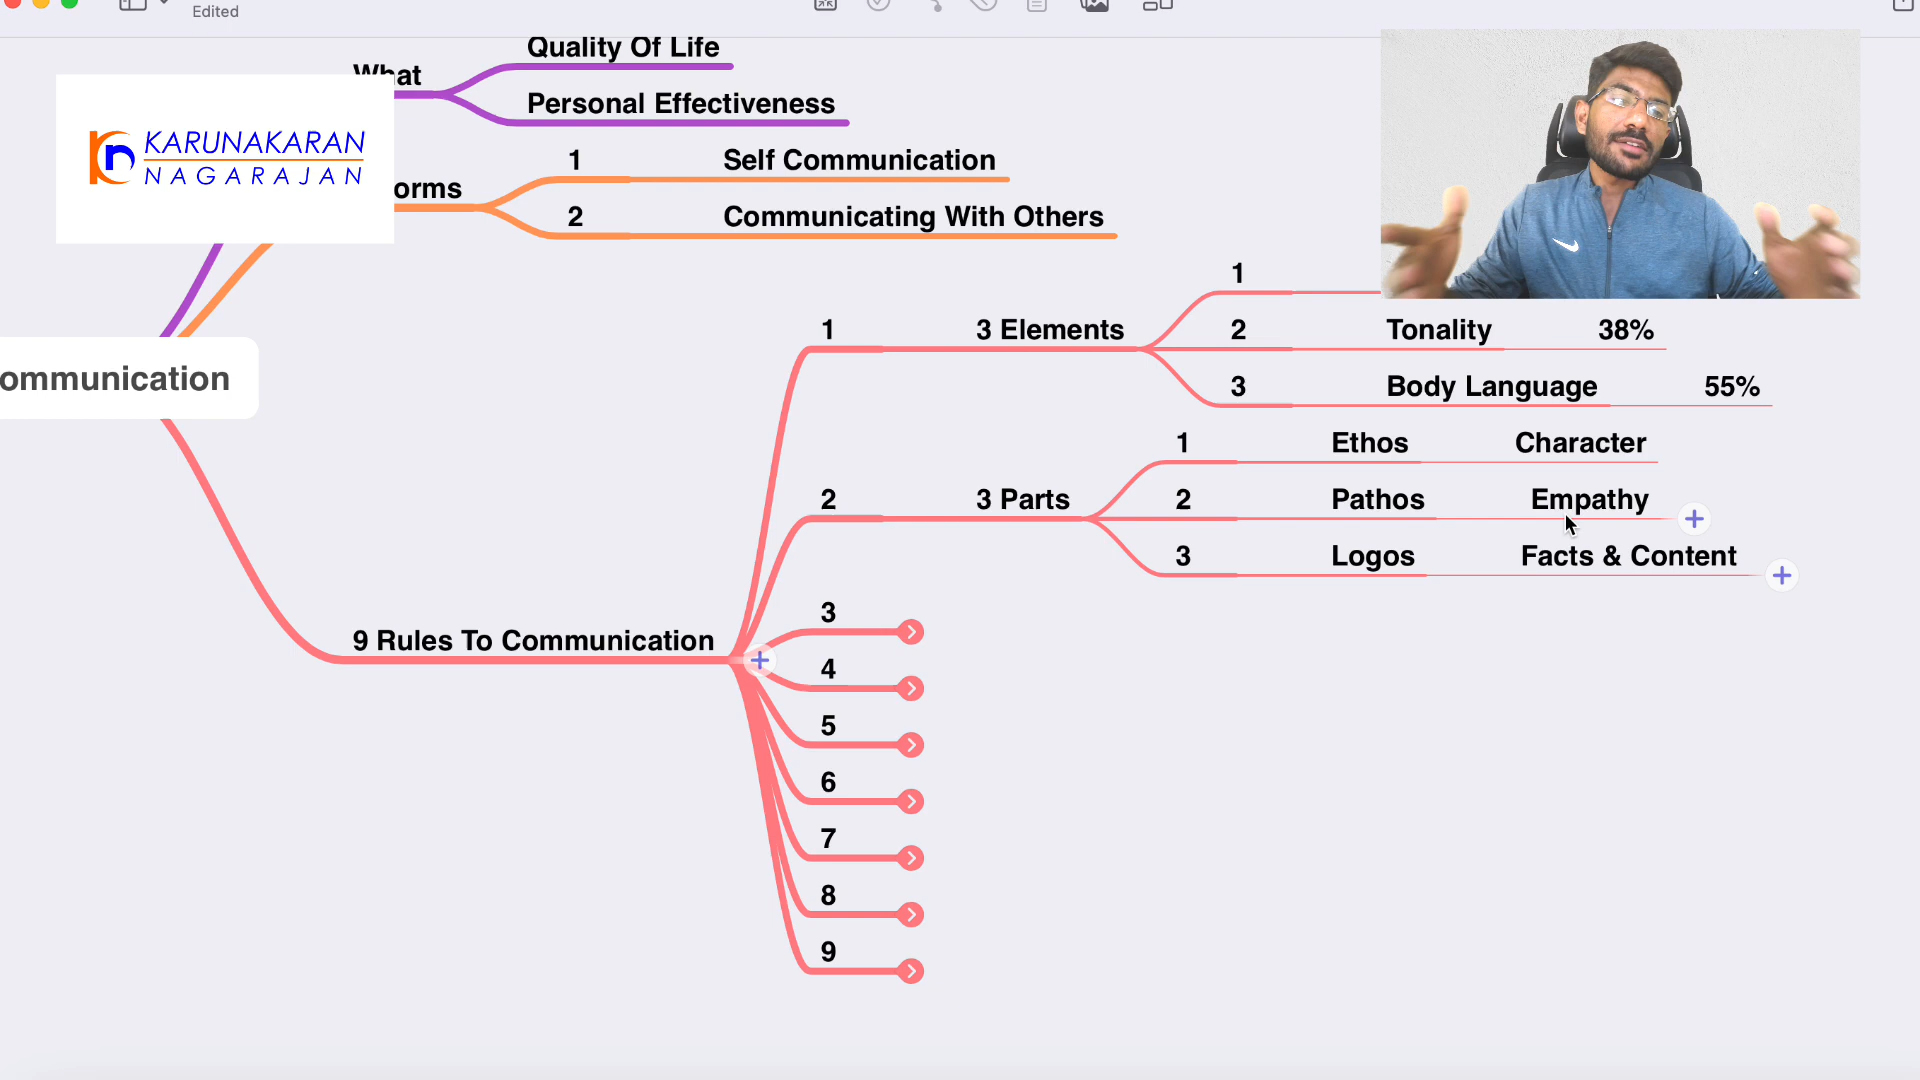 Edited
Quality Of Life
What
Personal Effectiveness
KARUNAKARAN
NAGARAJAN
1 Self Communication
orms
2 Communicating With Others
1
1 3 Elements
2 Tonality 38%
ommunication
3 Body Language 55%
1 Ethos Character
2 3 Parts
2 Pathos Empathy
3 Logos Facts & Content
3
9 Rules To Communication
4
5
6
7
8
9